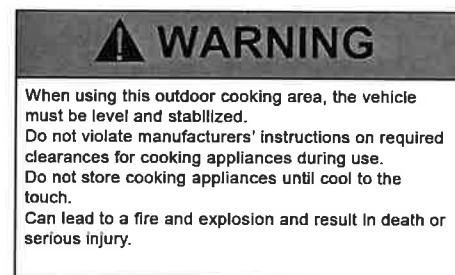 WARNING
When using this outdoor cooking area, the vehicle
must be level and stabilized.
Do not violate manufacturers' instructions on required
clearances for cooking appliances during use.
Do not store cooking appliances until cool to the
touch.
Can lead to a fire and explosion and result in death or
serious injury.